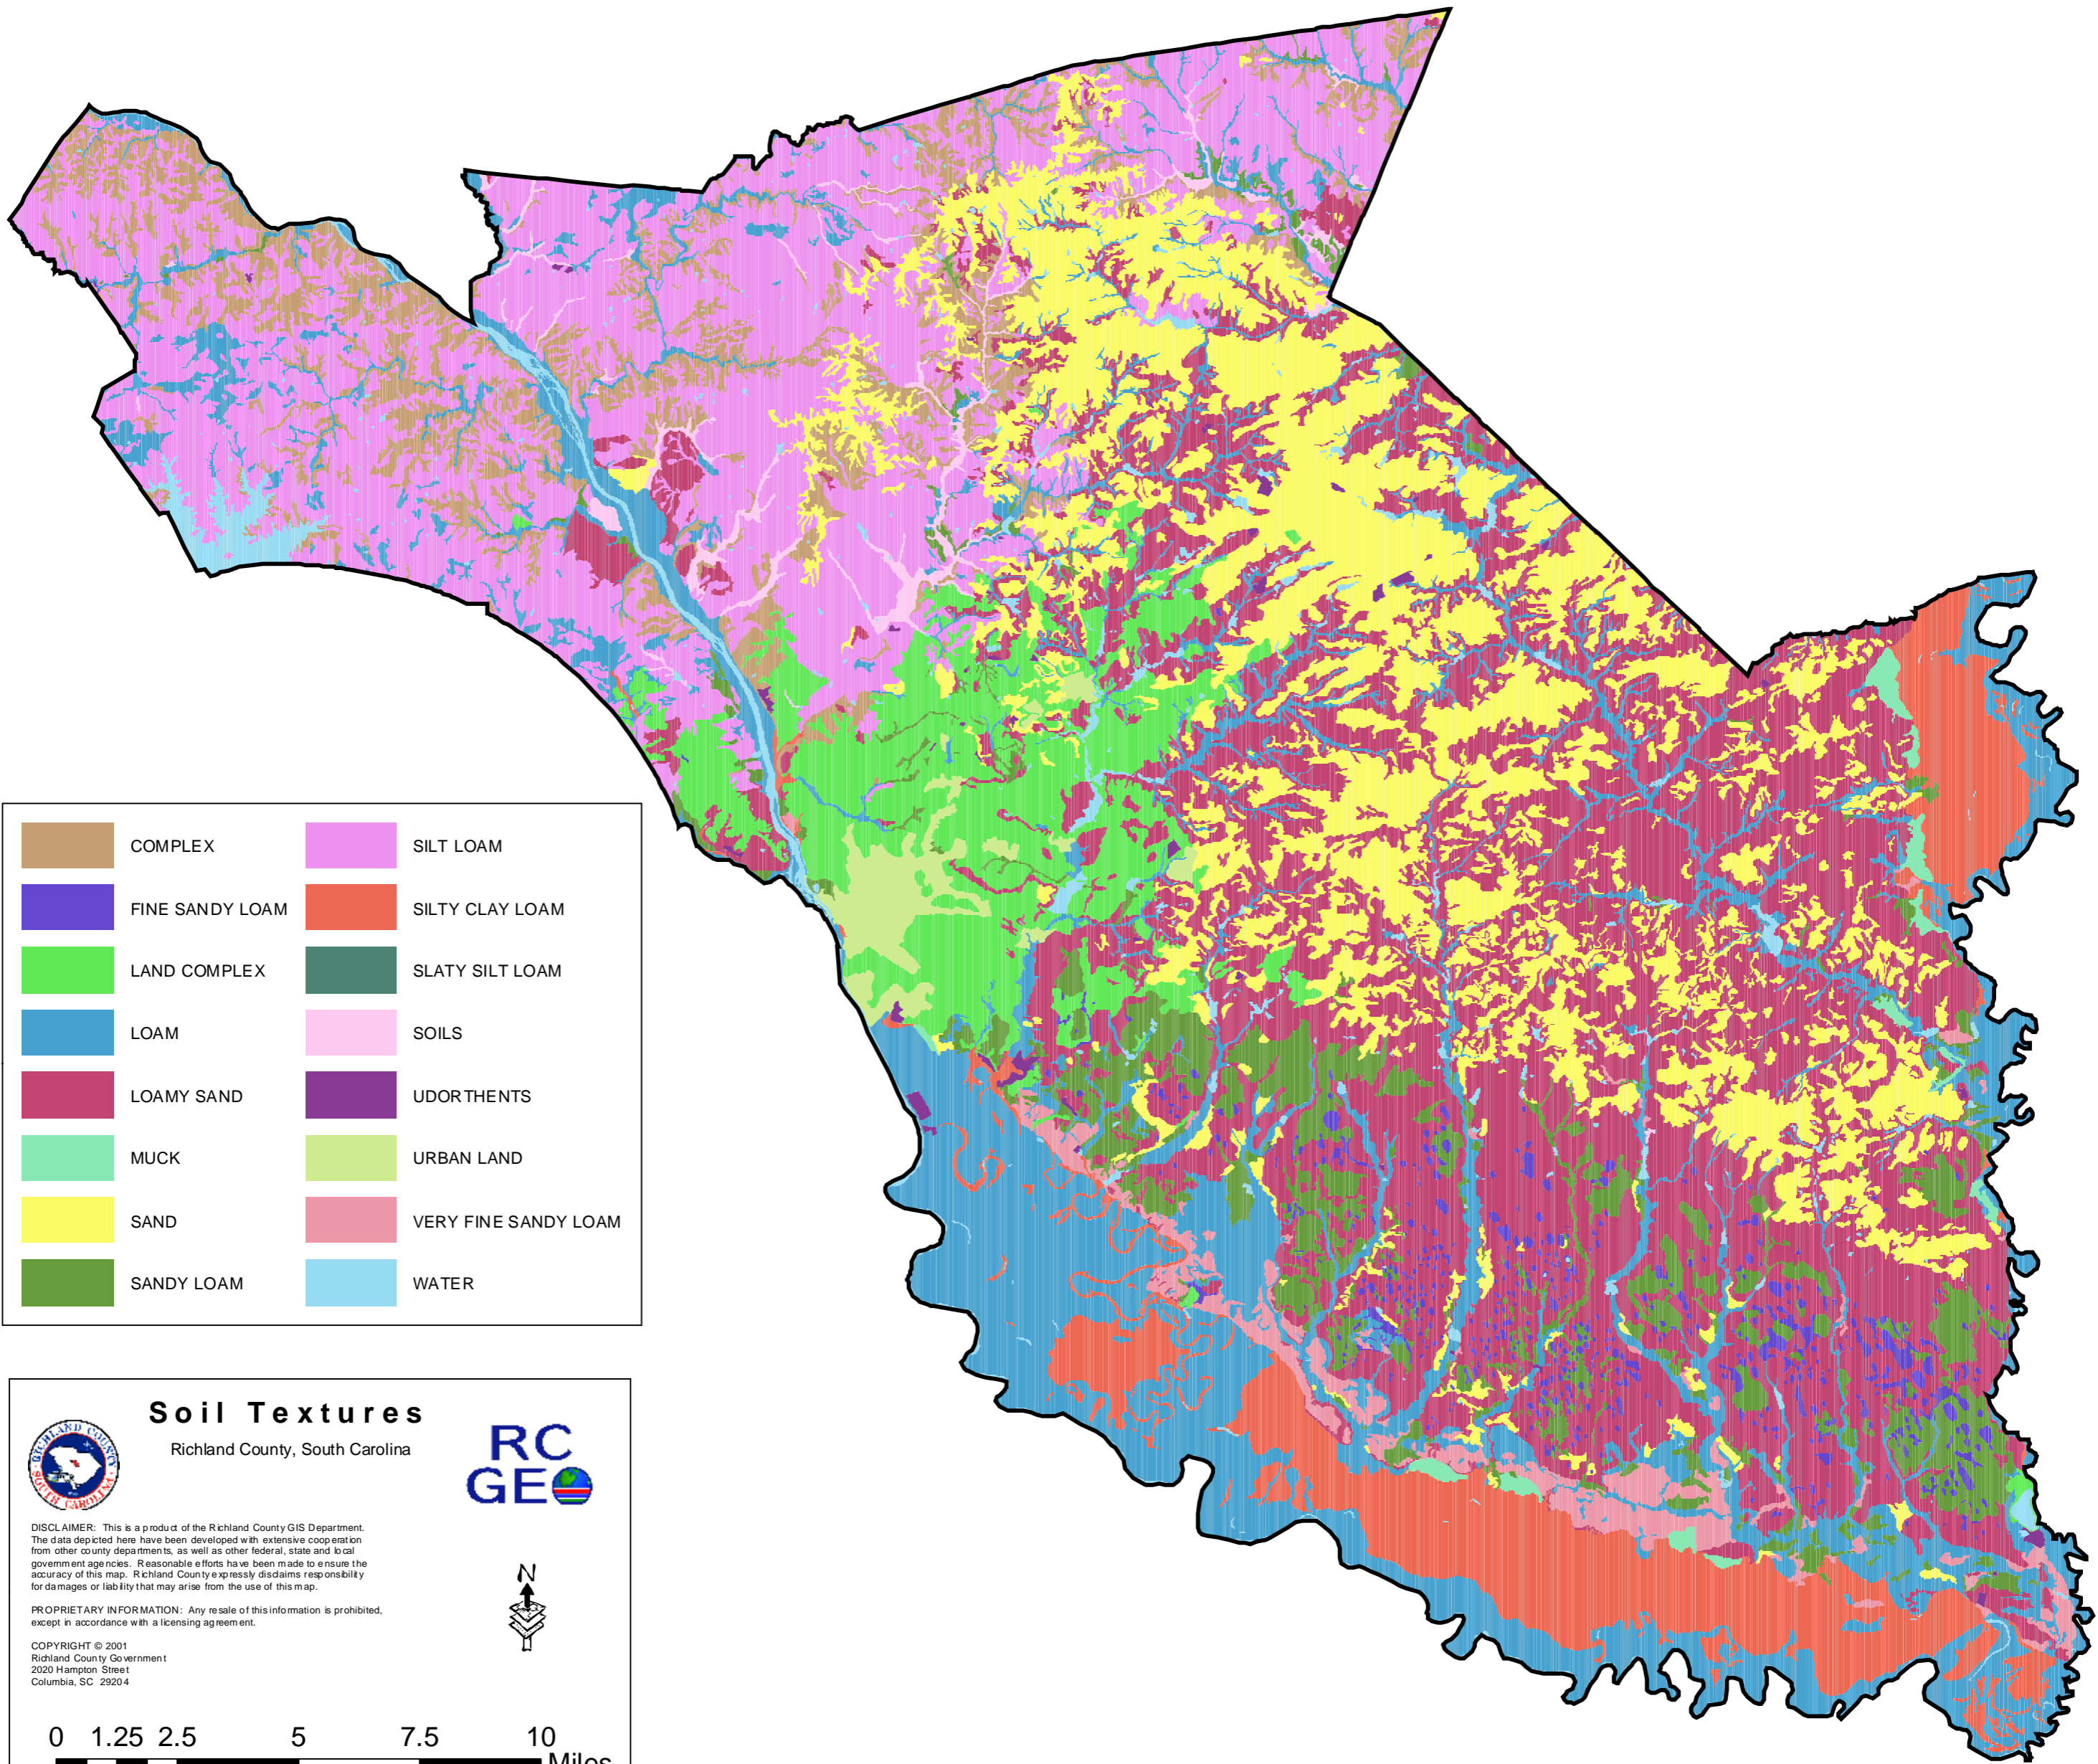 COMPLEX
FINE SANDY LOAM
LAND COMPLEX
LOAM
LOAMY SAND
MUCK
SAND
SANDY LOAM
SILT LOAM
SILTY CLAY LOAM
SLATY SILT LOAM
SOILS
UDORTHENTS
URBAN LAND
VERY FINE SANDY LOAM
WATER
Soil Textures
Richland County, South Carolina
RICHLAND COUNTY
SOUTH CAROLINA
RC
GE
DISCLAIMER: This is a product of the Richland County GIS Department.
The data depicted here have been developed with extensive cooperation
from other county departments, as well as other federal, state and local
government agencies. Reasonable efforts have been made to ensure the
accuracy of this map. Richland County expressly disclaims responsibility
for damages or liability that may arise from the use of this map.
PROPRIETARY INFORMATION: Any resale of this information is prohibited,
except in accordance with a licensing agreement.
COPYRIGHT © 2001
Richland County Government
2020 Hampton Street
Columbia, SC 29204
N
0 1.25 2.5 5 7.5 10
Miles